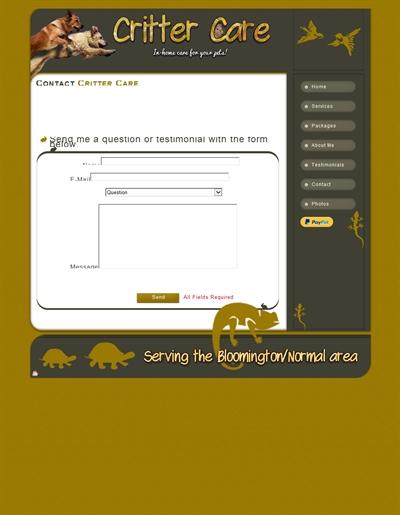 Critter Care
In-home care for your pets!
Contact Critter Care
Home
Services
Packages
About Me
Testimonials
Contact
Photos
PayPal
Send me a question or testimonial with the form
below.
Name
E-Mail
Question
Message
Send All Fields Required
Serving the Bloomington/Normal area